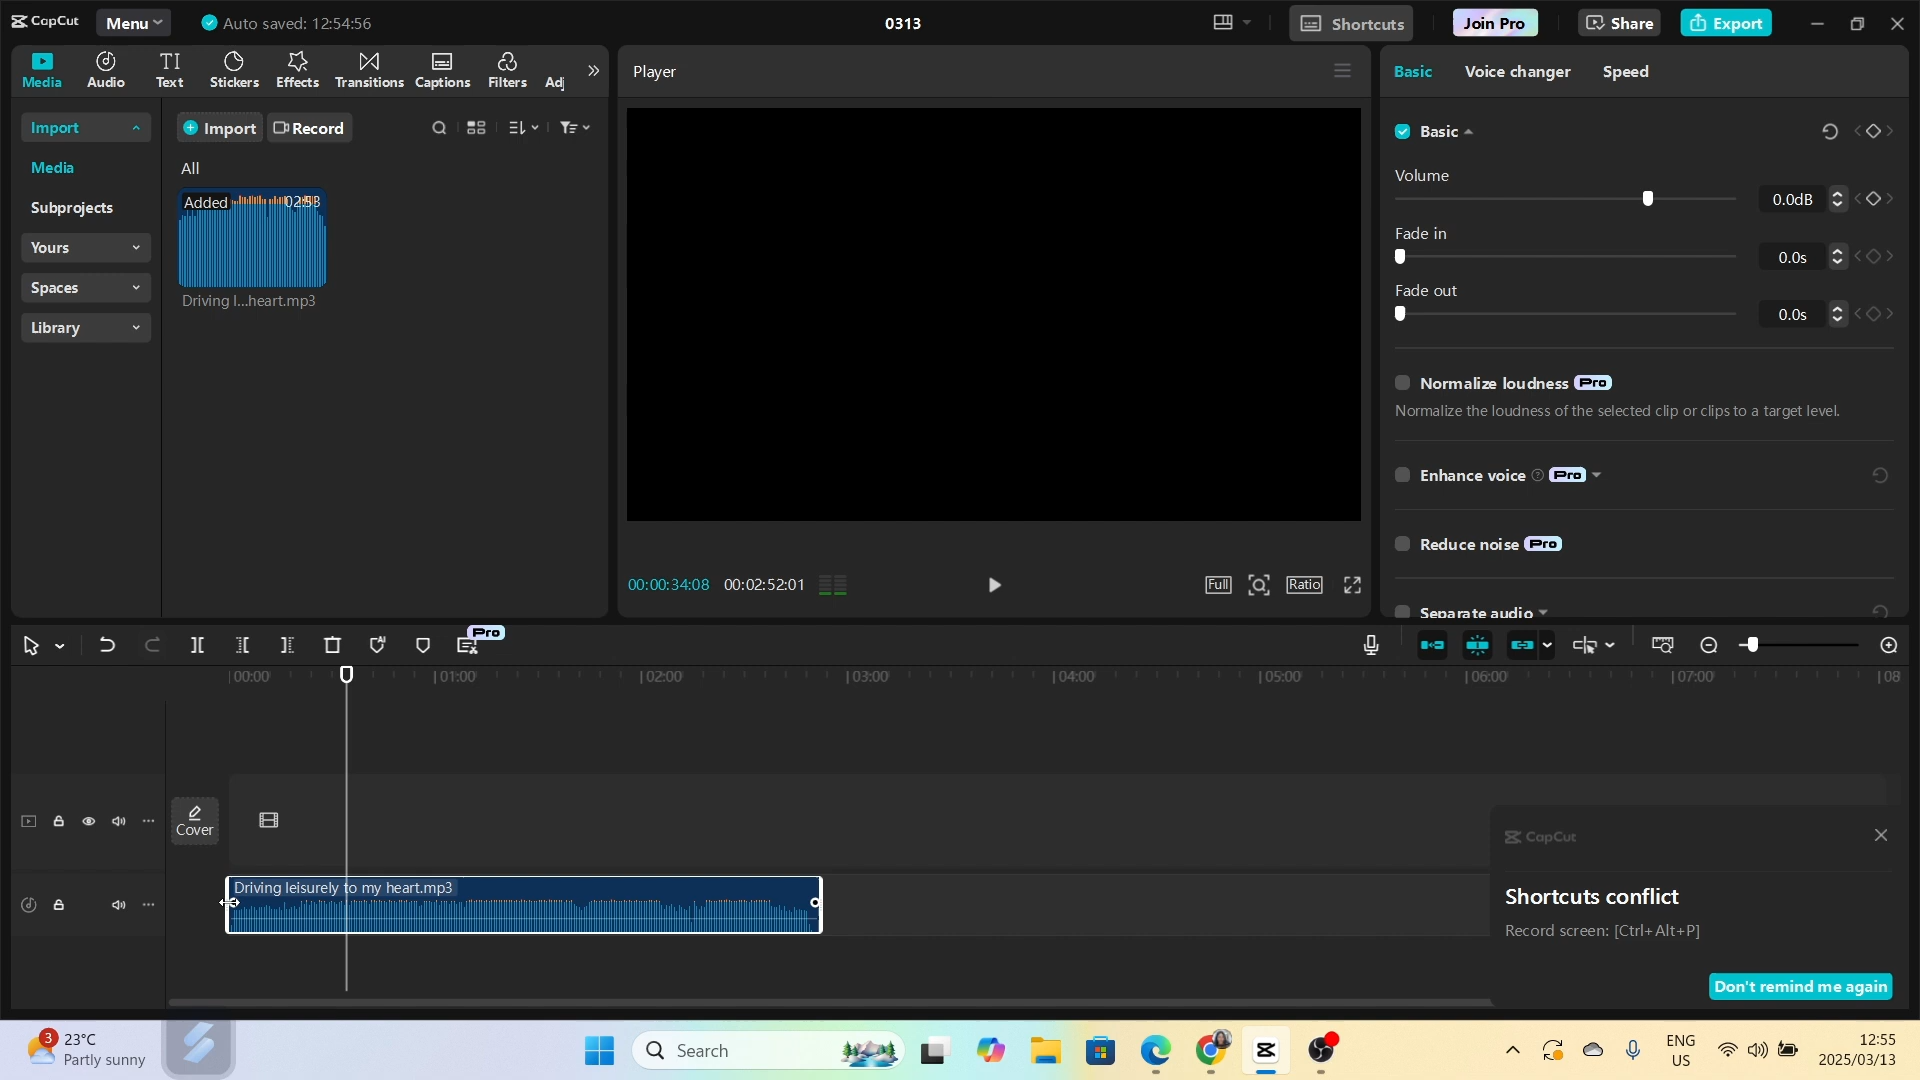 CapCut
Menu
Auto saved: 12:54:56
0313
Shortcuts
Join Pro
Share
Export
Media
Audio
Text
Stickers
Effects
Transitions
Captions
Filters
Adj
Player
Basic
Voice changer
Speed
Import
Import
Record
Media
Subprojects
Yours
Spaces
Library
All
Added
02:53
Driving l...heart.mp3
Basic
Volume
0.0dB
Fade in
0.0s
Fade out
0.0s
Normalize loudness Pro
Normalize the loudness of the selected clip or clips to a target level.
Enhance voice Pro
Reduce noise Pro
Separate audio
00:00:34:08
00:02:52:01
Full
Ratio
Pro
00:00
01:00
02:00
03:00
04:00
05:00
06:00
07:00
08
Cover
Driving leisurely to my heart.mp3
CapCut
Shortcuts conflict
Record screen: [Ctrl+Alt+P]
Don't remind me again
3
23°C
Partly sunny
Search
ENG
US
12:55
2025/03/13